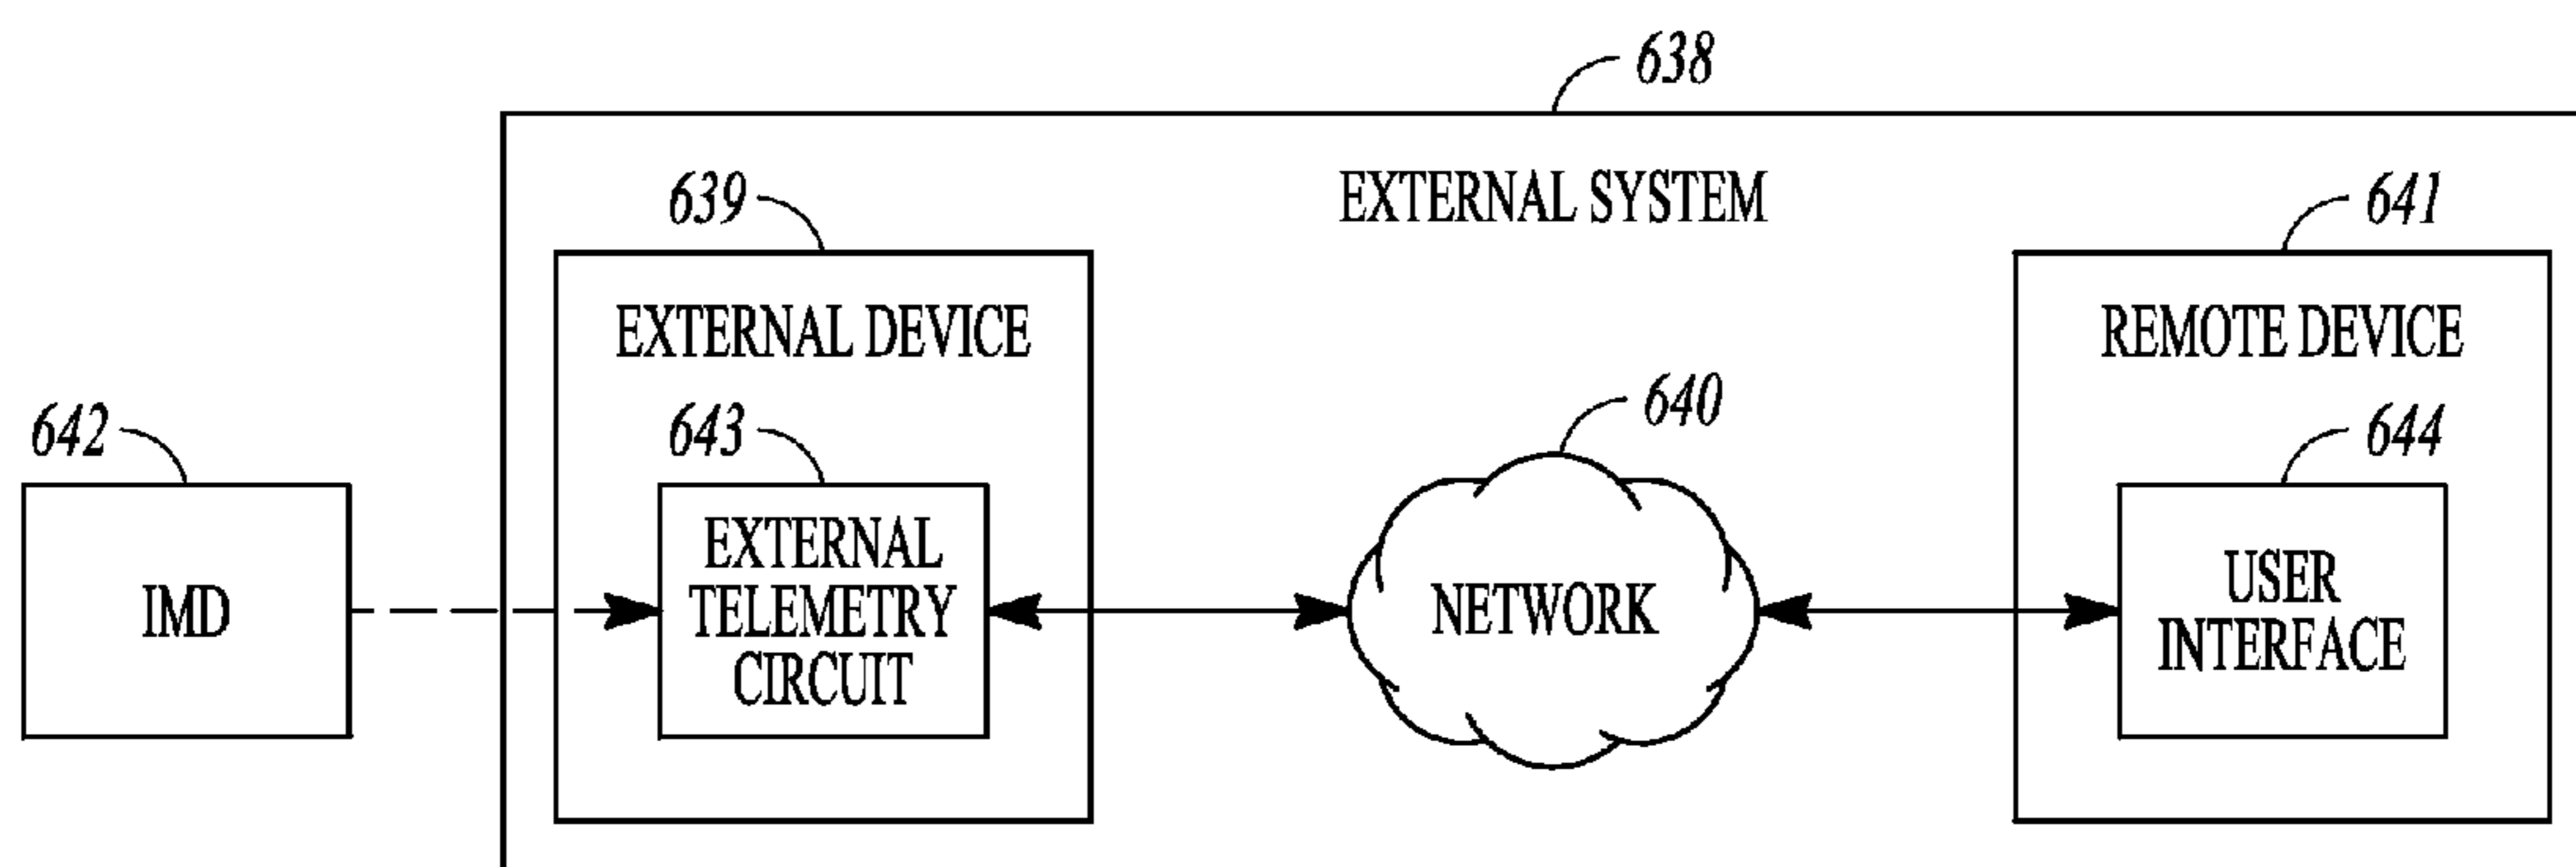 638
EXTERNAL SYSTEM
639
EXTERNAL DEVICE
641
REMOTE DEVICE
642
IMD
643
EXTERNAL
TELEMETRY
CIRCUIT
640
NETWORK
644
USER
INTERFACE